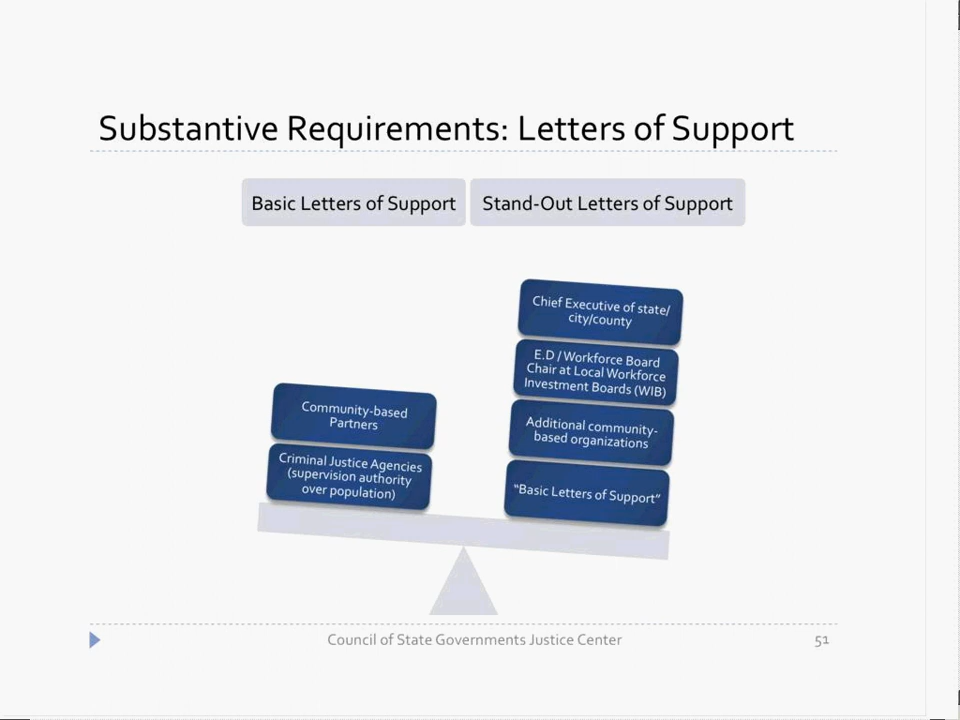 Substantive Requirements: Letters of Support
Basic Letters of Support
Stand-Out Letters of Support
Community-based
Partners
Criminal Justice Agencies
(supervision authority
over population)
Chief Executive of state/
city/county
E.D / Workforce Board
Chair at Local Workforce
Investment Boards (WIB)
Additional community-
based organizations
“Basic Letters of Support”
Council of State Governments Justice Center
51